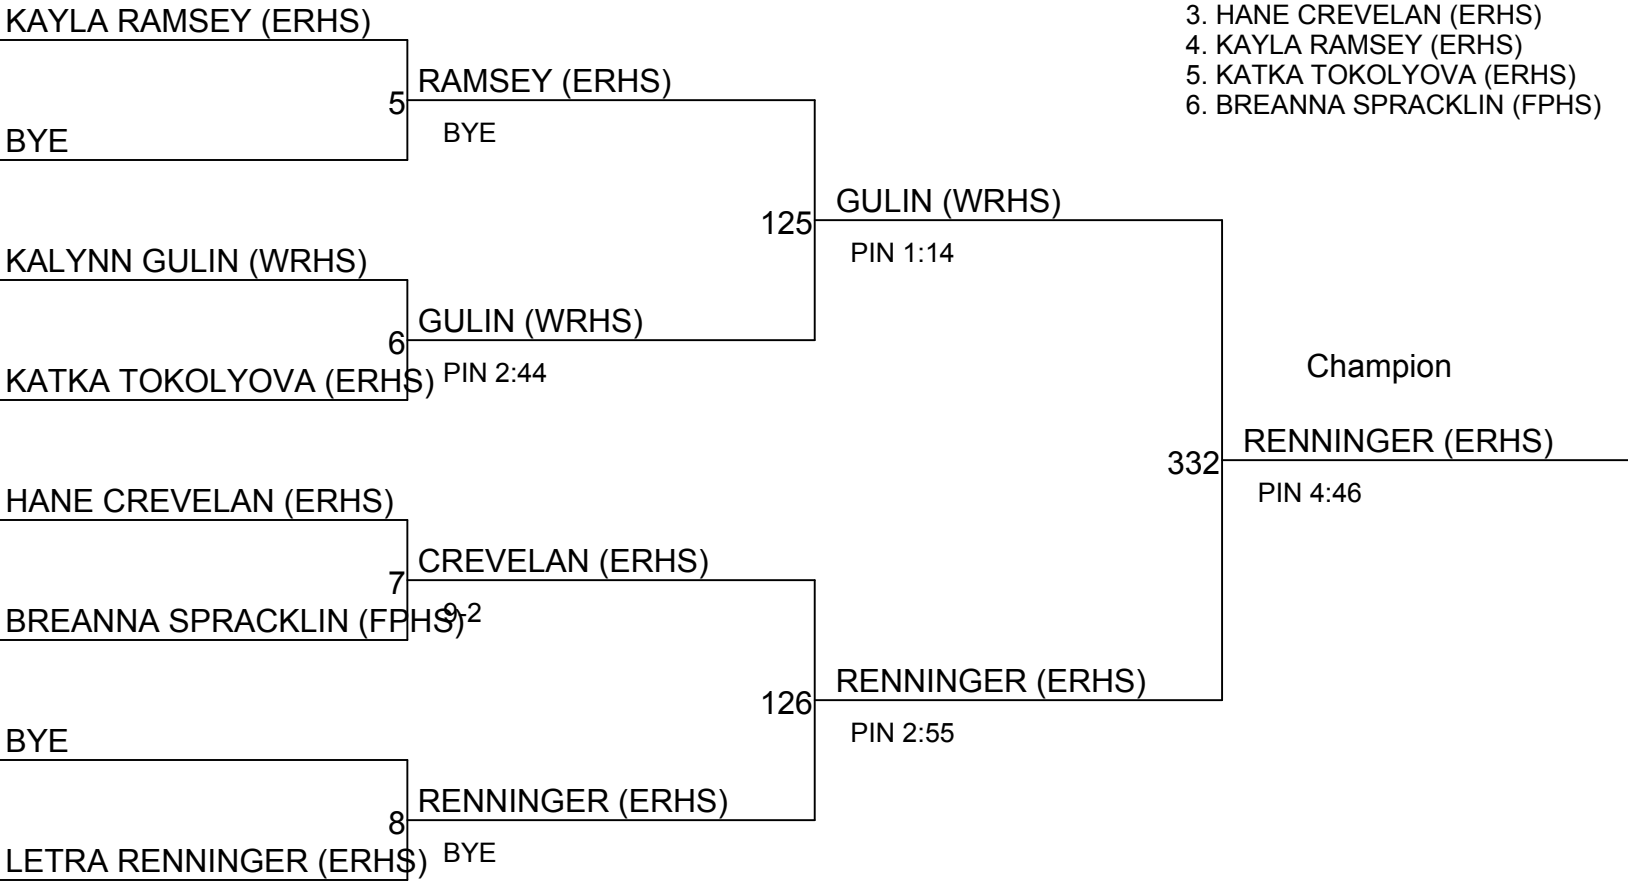 KAYLA RAMSEY (ERHS)
3. HANE CREVELAN (ERHS)
4. KAYLA RAMSEY (ERHS)
5. KATKA TOKOLYOVA (ERHS)
6. BREANNA SPRACKLIN (FPHS)
5 RAMSEY (ERHS)
BYE
BYE
125 GULIN (WRHS)
PIN 1:14
KALYNN GULIN (WRHS)
6 GULIN (WRHS)
PIN 2:44
KATKA TOKOLYOVA (ERHS)
Champion
332 RENNINGER (ERHS)
PIN 4:46
HANE CREVELAN (ERHS)
7 CREVELAN (ERHS)
9-2
BREANNA SPRACKLIN (FPHS)
126 RENNINGER (ERHS)
PIN 2:55
BYE
8 RENNINGER (ERHS)
BYE
LETRA RENNINGER (ERHS)